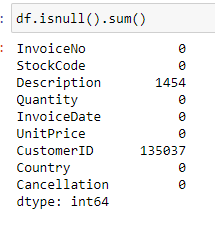 : df.isnull().sum()
: InvoiceNo 0
StockCode 0
Description 1454
Quantity 0
InvoiceDate 0
UnitPrice 0
CustomerID 135037
Country 0
Cancellation 0
dtype: int64